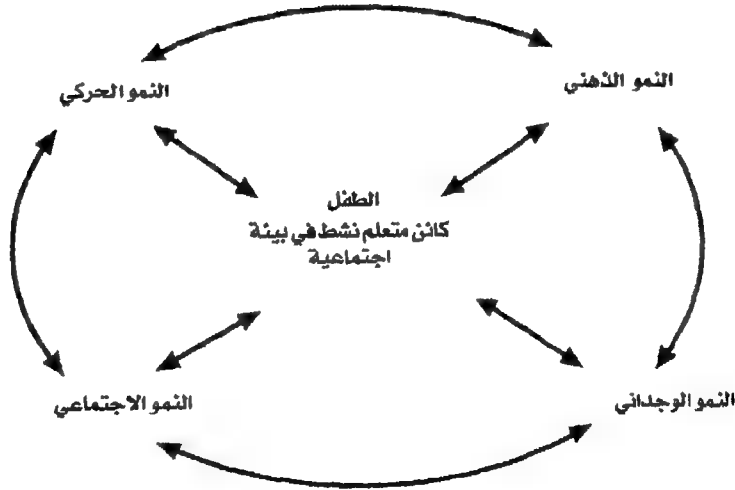 النمو الذهني
النمو الحركي
الطفل
كائن متعلم نشط في بيئة
اجتماعية
النمو الوجداني
النمو الاجتماعي